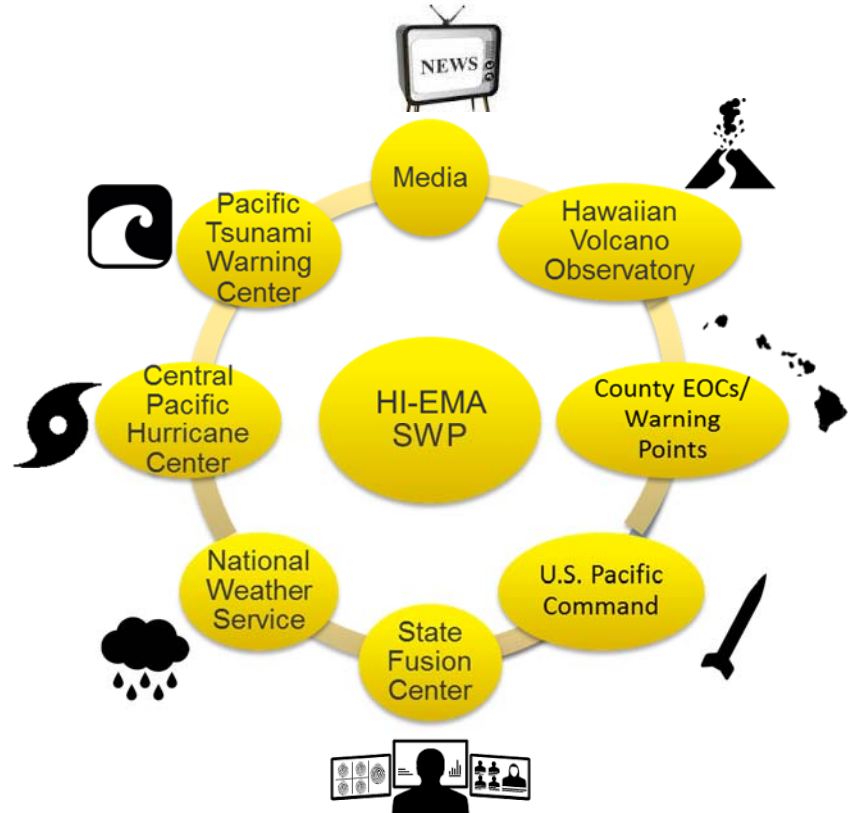 NEWS
Media
Hawaiian
Volcano
Observatory
County EOCs/
Warning
Points
U.S. Pacific
Command
State
Fusion
Center
National
Weather
Service
Central
Pacific
Hurricane
Center
Pacific
Tsunami
Warning
Center
HI-EMA
SWP